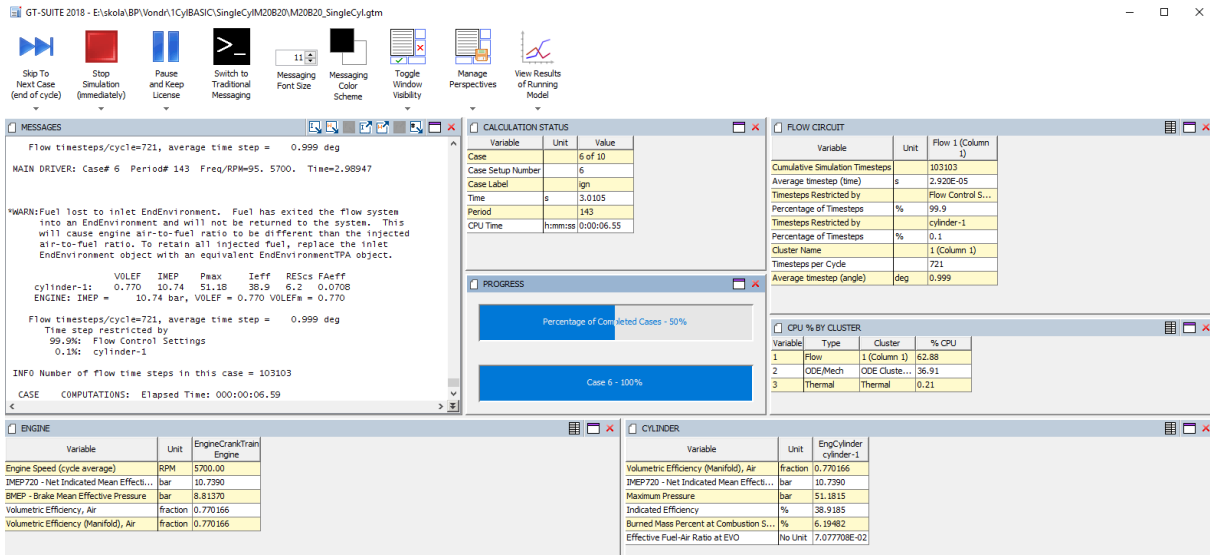 GT-SUITE 2018 - E:\skola\BP\Vondr\1CylBASIC\SingleCylM20B20\M20B20_SingleCyl.gtm
Skip To
Next Case
(end of cycle)
Stop
Simulation
(immediately)
Pause
and Keep
License
Switch to
Traditional
Messaging
11
Messaging
Font Size
Messaging
Color
Scheme
Toggle
Window
Visibility
Manage
Perspectives
View Results
of Running
Model
MESSAGES
Flow timesteps/cycle=721, average time step =    0.999 deg
MAIN DRIVER: Case# 6  Period# 143  Freq/RPM=95. 5700.  Time=2.98947
*WARN:Fuel lost to inlet EndEnvironment.  Fuel has exited the flow system
into an EndEnvironment and will not be returned to the system.  This
will cause engine air-to-fuel ratio to be different than the injected
air-to-fuel ratio. To retain all injected fuel, replace the inlet
EndEnvironment object with an equivalent EndEnvironmentTPA object.
VOLEF   IMEP   Pmax   Ieff   REScs FAeff
cylinder-1:   0.770  10.74  51.18   38.9  6.2  0.0708
ENGINE: IMEP =    10.74 bar, VOLEF = 0.770 VOLEFm = 0.770
Flow timesteps/cycle=721, average time step =    0.999 deg
Time step restricted by
99.9%:  Flow Control Settings
0.1%:  cylinder-1
INFO Number of flow time steps in this case = 103103
CASE    COMPUTATIONS:  Elapsed Time: 000:00:06.59
CALCULATION STATUS
Variable Unit Value
Case 6 of 10
Case Setup Number 6
Case Label ign
Time s 3.0105
Period 143
CPU Time h:mm:ss 0:00:06.55
PROGRESS
Percentage of Completed Cases - 50%
Case 6 - 100%
FLOW CIRCUIT
Variable Unit Flow 1 (Column
1)
Cumulative Simulation Timesteps 103103
Average timestep (time) s 2.920E-05
Timesteps Restricted by Flow Control S...
Percentage of Timesteps % 99.9
Timesteps Restricted by cylinder-1
Percentage of Timesteps % 0.1
Cluster Name 1 (Column 1)
Timesteps per Cycle 721
Average timestep (angle) deg 0.999
CPU % BY CLUSTER
Variable Type Cluster % CPU
1 Flow 1 (Column 1) 62.88
2 ODE/Mech ODE Cluste... 36.91
3 Thermal Thermal 0.21
ENGINE
Variable Unit EngineCrankTrain
Engine
Engine Speed (cycle average) RPM 5700.00
IMEP720 - Net Indicated Mean Effecti... bar 10.7390
BMEP - Brake Mean Effective Pressure bar 8.81370
Volumetric Efficiency, Air fraction 0.770166
Volumetric Efficiency (Manifold), Air fraction 0.770166
CYLINDER
Variable Unit EngCylinder
cylinder-1
Volumetric Efficiency (Manifold), Air fraction 0.770166
IMEP720 - Net Indicated Mean Effecti... bar 10.7390
Maximum Pressure bar 51.1815
Indicated Efficiency % 38.9185
Burned Mass Percent at Combustion S... % 6.19482
Effective Fuel-Air Ratio at EVO No Unit 7.077708E-02